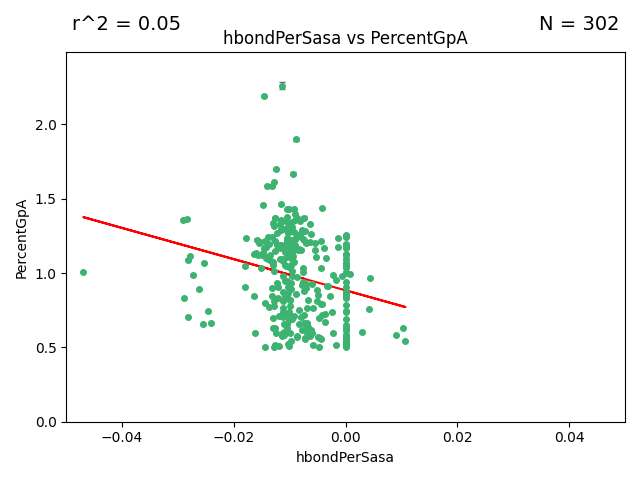 r^2 = 0.05
N = 302
hbondPerSasa vs PercentGpA
PercentGpA
2.0
1.5
1.0
0.5
0.0
−0.04
−0.02
0.00
0.02
0.04
hbondPerSasa